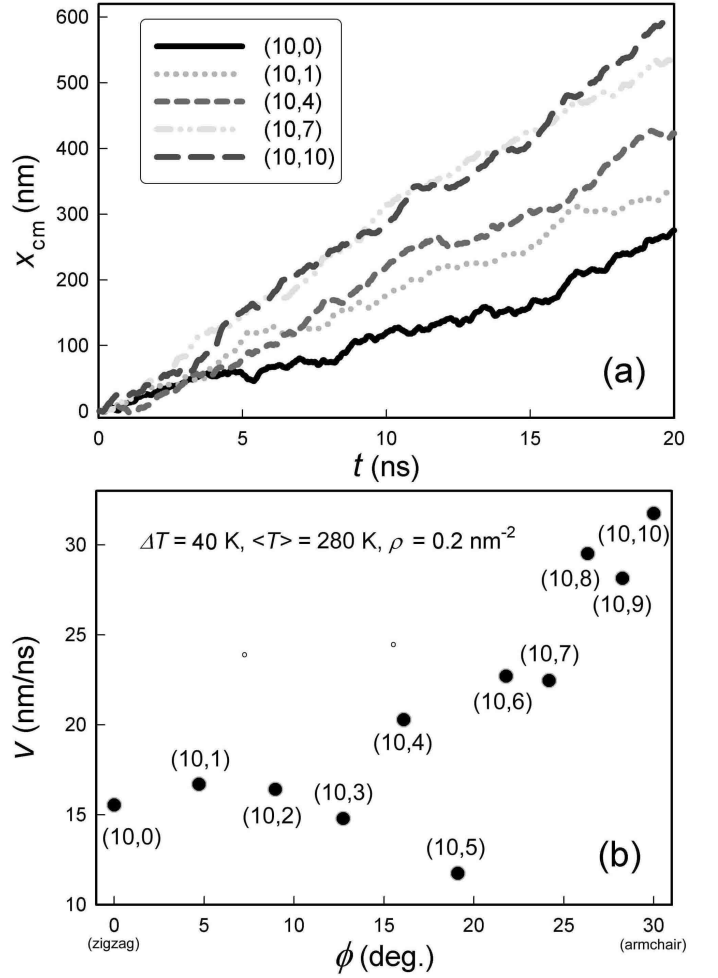 600
500
400
300
200
100
0
x_cm (nm)
(10,0)
(10,1)
(10,4)
(10,7)
(10,10)
(a)
0 5 10 15 20
t (ns)
30
25
20
15
10
V (nm/ns)
ΔT = 40 K, <T> = 280 K, ρ = 0.2 nm⁻²
(10,10)
(10,8)
(10,9)
(10,7)
(10,6)
(10,4)
(10,1)
(10,3)
(10,2)
(10,0)
(10,5)
(b)
0 5 10 15 20 25 30
(zigzag) (armchair)
ϕ (deg.)